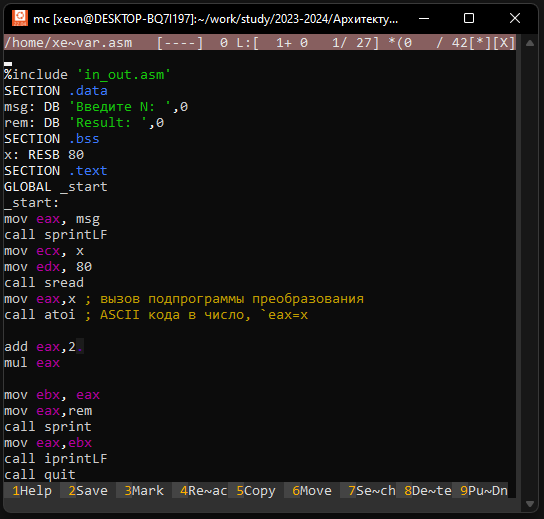 mc [xeon@DESKTOP-BQ7I197]:~/work/study/2023-2024/Архитекту...
/home/xe~var.asm   [----]  0 L:[  1+ 0   1/ 27] *(0   / 42[*][X]
%include 'in_out.asm'
SECTION .data
msg: DB 'Введите N: ',0
rem: DB 'Result: ',0
SECTION .bss
x: RESB 80
SECTION .text
GLOBAL _start
_start:
mov eax, msg
call sprintLF
mov ecx, x
mov edx, 80
call sread
mov eax,x ; вызов подпрограммы преобразования
call atoi ; ASCII кода в число, `eax=x
add eax,2.
mul eax
mov ebx, eax
mov eax,rem
call sprint
mov eax,ebx
call iprintLF
call quit
1Help  2Save  3Mark  4Re~ac 5Copy  6Move  7Se~ch 8De~te 9Pu~Dn